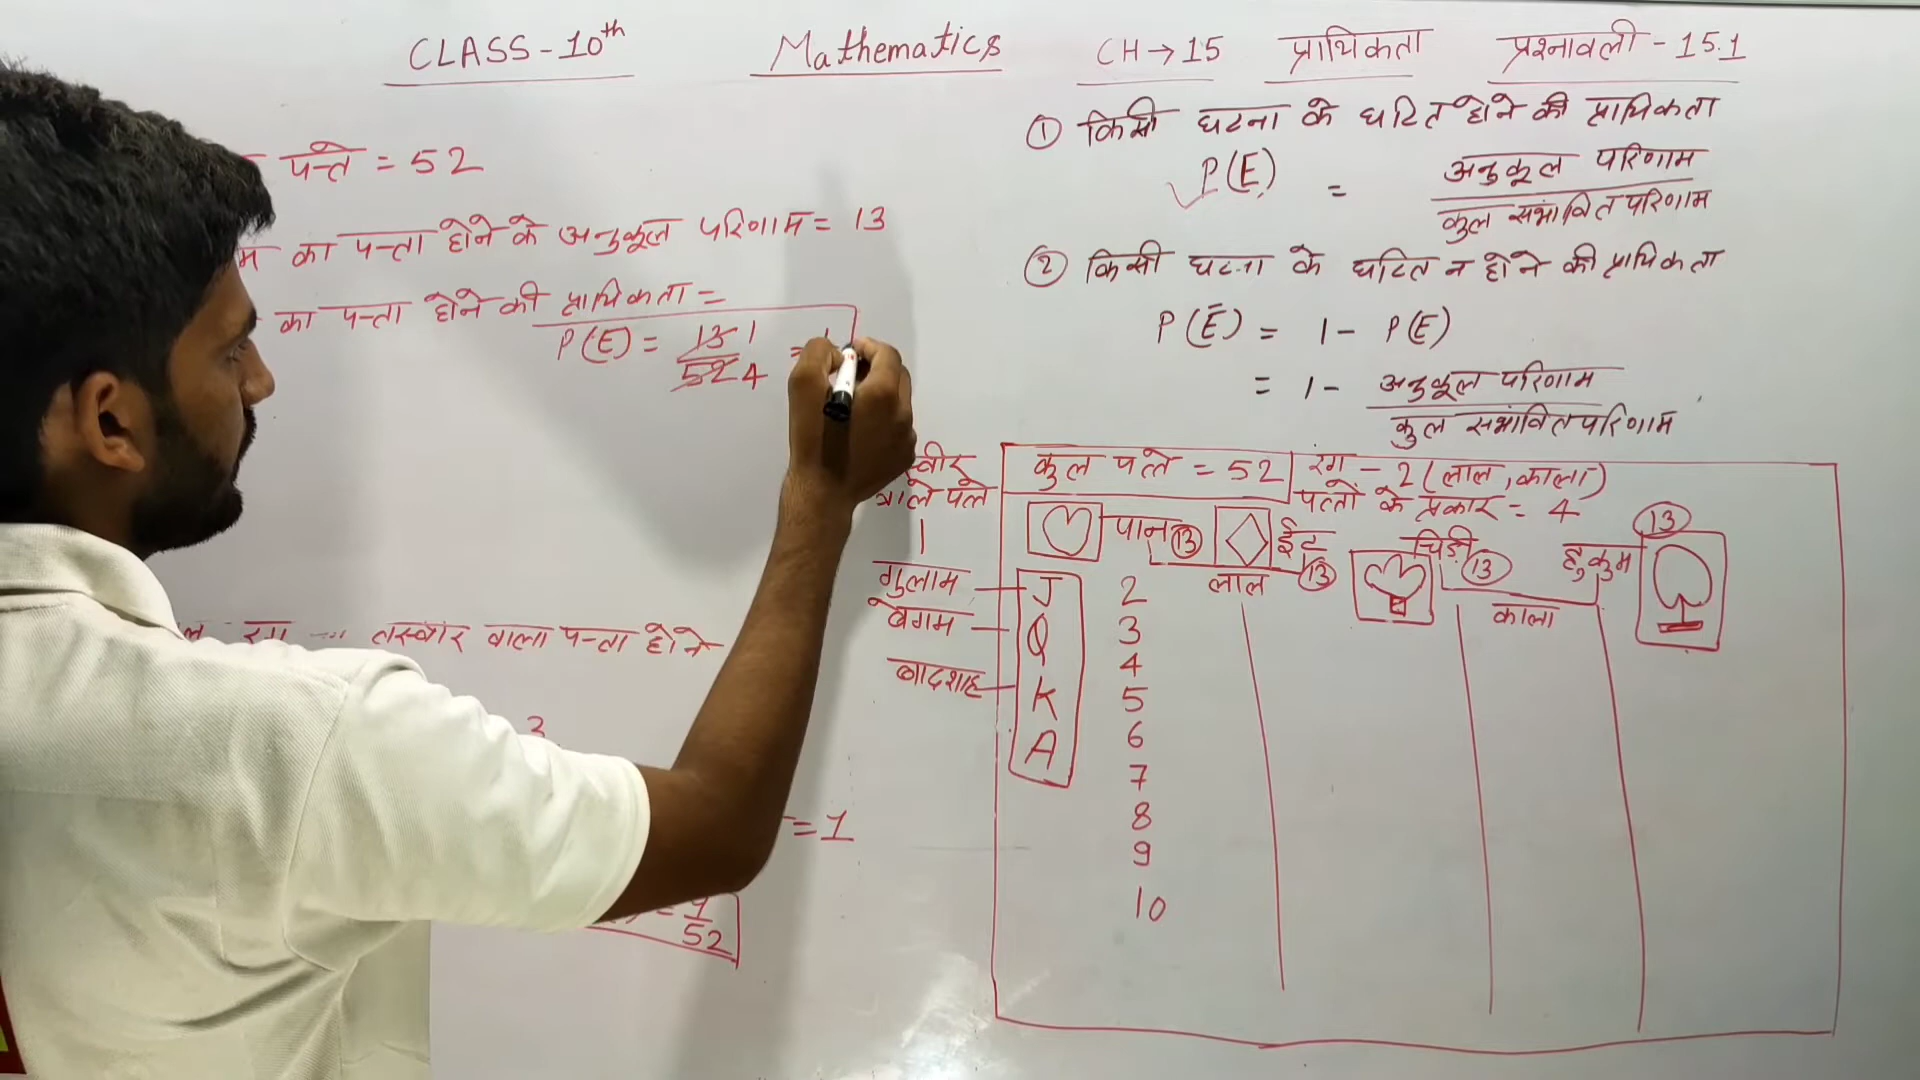 CLASS-10th Mathematics CH→15 प्रायिकता प्रश्नावली - 15.1
पत्ते = 52
का पत्ता होने के अनुकूल परिणाम = 13
का पत्ता होने की प्रायिकता =
P(E) = 13 1
52 4
=
तस्वीर वाला पत्ता होने
3
= 1
52
① किसी घटना के घटित होने की प्रायिकता
P(E) = अनुकूल परिणाम
कुल संभावित परिणाम
② किसी घटना के घटित न होने की प्रायिकता
P(Ē) = 1 - P(E)
= 1 - अनुकूल परिणाम
कुल संभावित परिणाम
कुल पत्ते = 52
रंग - 2 (लाल, काला)
पत्तों के प्रकार = 4
वाले पत्ते
पान 13 ईंट 13 चिड़ी 13 हुकुम 13
लाल काला
गुलाम - J
बेगम - Q
बादशाह - K
A
2
3
4
5
6
7
8
9
10